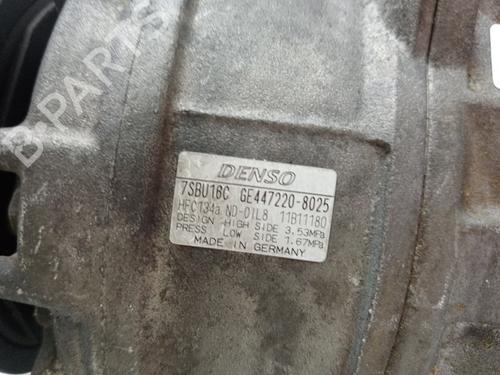 B-PARTS
DENSO
7SBU16C GE447220-8025
HFC134a ND-OIL8 11B11180
DESIGN HIGH SIDE 3.53MPa
PRESS LOW SIDE 1.67MPa
MADE IN GERMANY